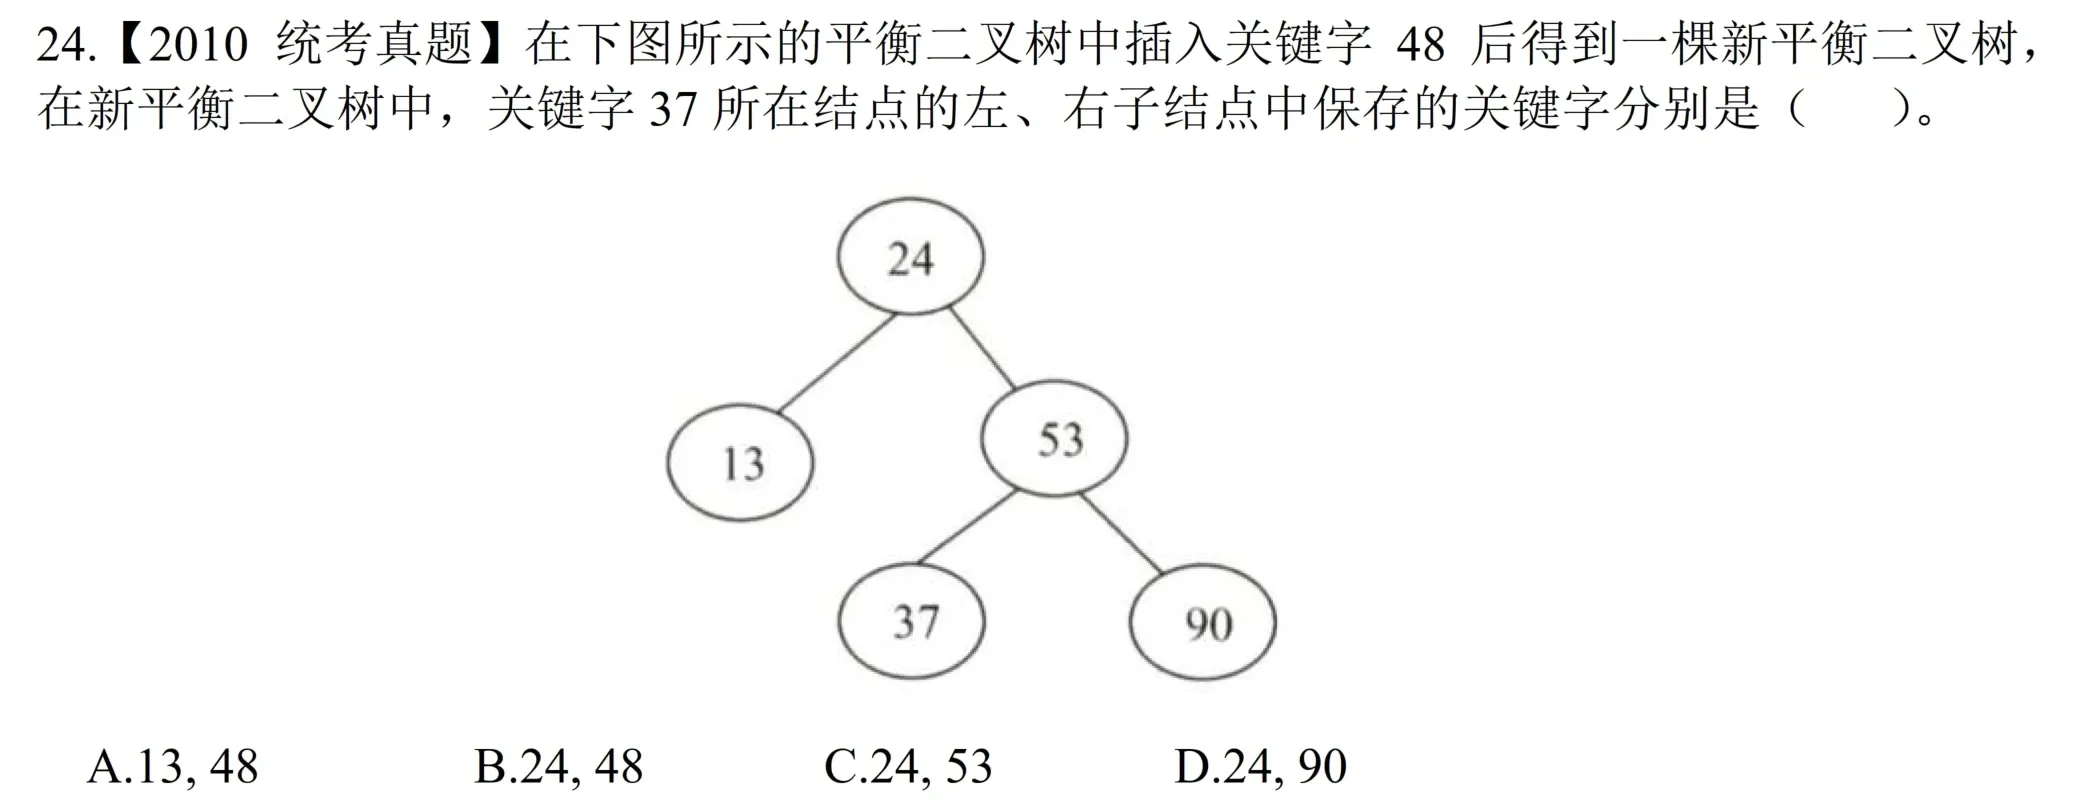 24.【2010 统考真题】在下图所示的平衡二叉树中插入关键字 48 后得到一棵新平衡二叉树，
在新平衡二叉树中，关键字 37 所在结点的左、右子结点中保存的关键字分别是（　　）。
24
13
53
37
90
A.13, 48 B.24, 48 C.24, 53 D.24, 90